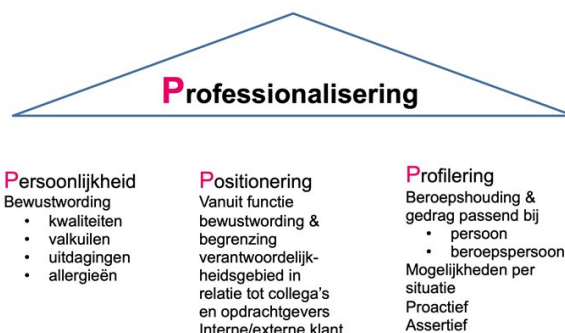 Professionalisering
Persoonlijkheid
Bewustwording
• kwaliteiten
• valkuilen
• uitdagingen
• allergieën
Positionering
Vanuit functie
bewustwording &
begrenzing
verantwoordelijk-
heidsgebied in
relatie tot collega's
en opdrachtgevers
Interne/externe klant
Profilering
Beroepshouding &
gedrag passend bij
• persoon
• beroepspersoon
Mogelijkheden per
situatie
Proactief
Assertief